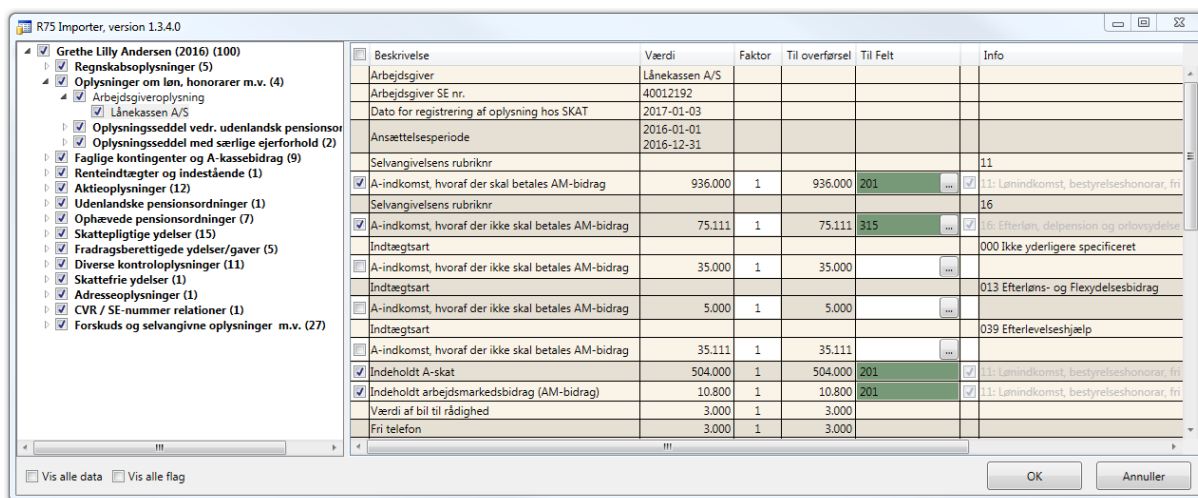 R75 Importer, version 1.3.4.0
Grethe Lilly Andersen (2016) (100)
Regnskabsoplysninger (5)
Oplysninger om løn, honorarer m.v. (4)
Arbejdsgiveroplysning
Lånekassen A/S
Oplysningsseddel vedr. udenlandsk pensionsor
Oplysningsseddel med særlige ejerforhold (2)
Faglige kontingenter og A-kassebidrag (9)
Renteindtægter og indestående (1)
Aktieoplysninger (12)
Udenlandske pensionsordninger (1)
Ophævede pensionsordninger (7)
Skattepligtige ydelser (15)
Fradragsberettigede ydelser/gaver (5)
Diverse kontroloplysninger (11)
Skattefrie ydelser (1)
Adresseoplysninger (1)
CVR / SE-nummer relationer (1)
Forskuds og selvangivne oplysninger m.v. (27)
Beskrivelse Værdi Faktor Til overførsel Til Felt Info
Arbejdsgiver Lånekassen A/S
Arbejdsgiver SE nr. 40012192
Dato for registrering af oplysning hos SKAT 2017-01-03
Ansættelsesperiode 2016-01-01
2016-12-31
Selvangivelsens rubriknr 11
A-indkomst, hvoraf der skal betales AM-bidrag 936.000 1 936.000 201 ... 11: Lønindkomst, bestyrelseshonorar, fri
Selvangivelsens rubriknr 16
A-indkomst, hvoraf der ikke skal betales AM-bidrag 75.111 1 75.111 315 ... 16: Efterløn, delpension og orlovsydelse
Indtægtsart 000 Ikke yderligere specificeret
A-indkomst, hvoraf der ikke skal betales AM-bidrag 35.000 1 35.000 ...
Indtægtsart 013 Efterløns- og Flexydelsesbidrag
A-indkomst, hvoraf der ikke skal betales AM-bidrag 5.000 1 5.000 ...
Indtægtsart 039 Efterlevelseshjælp
A-indkomst, hvoraf der ikke skal betales AM-bidrag 35.111 1 35.111 ...
Indeholdt A-skat 504.000 1 504.000 201 11: Lønindkomst, bestyrelseshonorar, fri
Indeholdt arbejdsmarkedsbidrag (AM-bidrag) 10.800 1 10.800 201 11: Lønindkomst, bestyrelseshonorar, fri
Værdi af bil til rådighed 3.000 1 3.000
Fri telefon 3.000 1 3.000
Vis alle data Vis alle flag OK Annuller